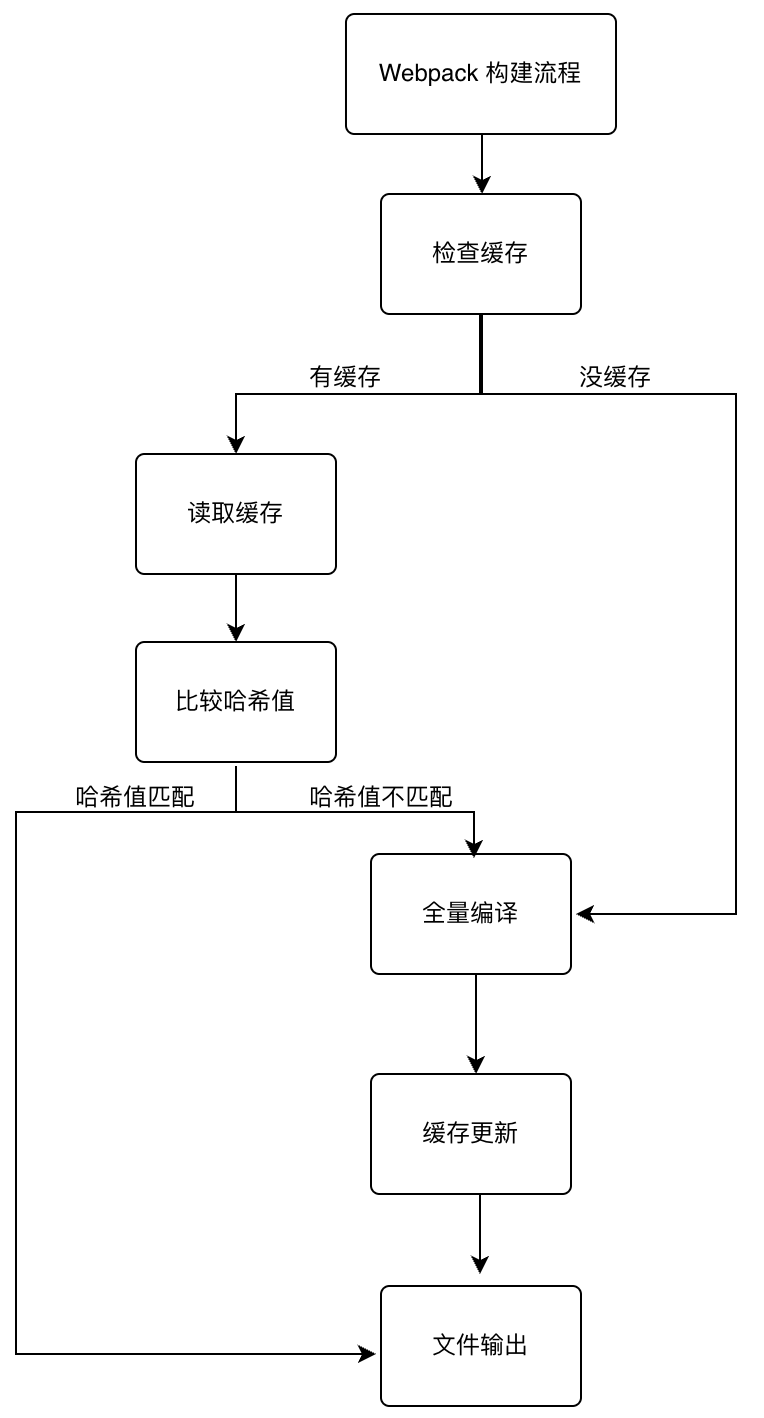 Webpack 构建流程
检查缓存
有缓存
没缓存
读取缓存
比较哈希值
哈希值匹配
哈希值不匹配
全量编译
缓存更新
文件输出